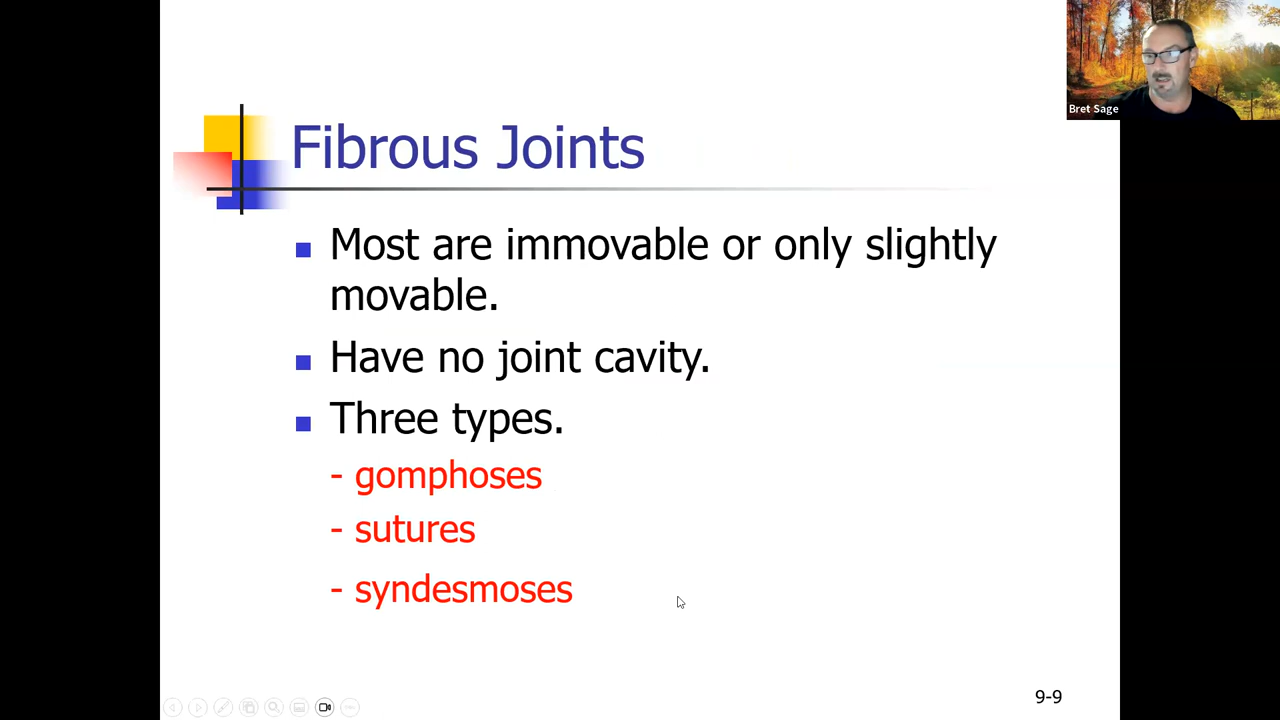 Bret Sage
Fibrous Joints
Most are immovable or only slightly
movable.
Have no joint cavity.
Three types.
- gomphoses
- sutures
- syndesmoses
9-9